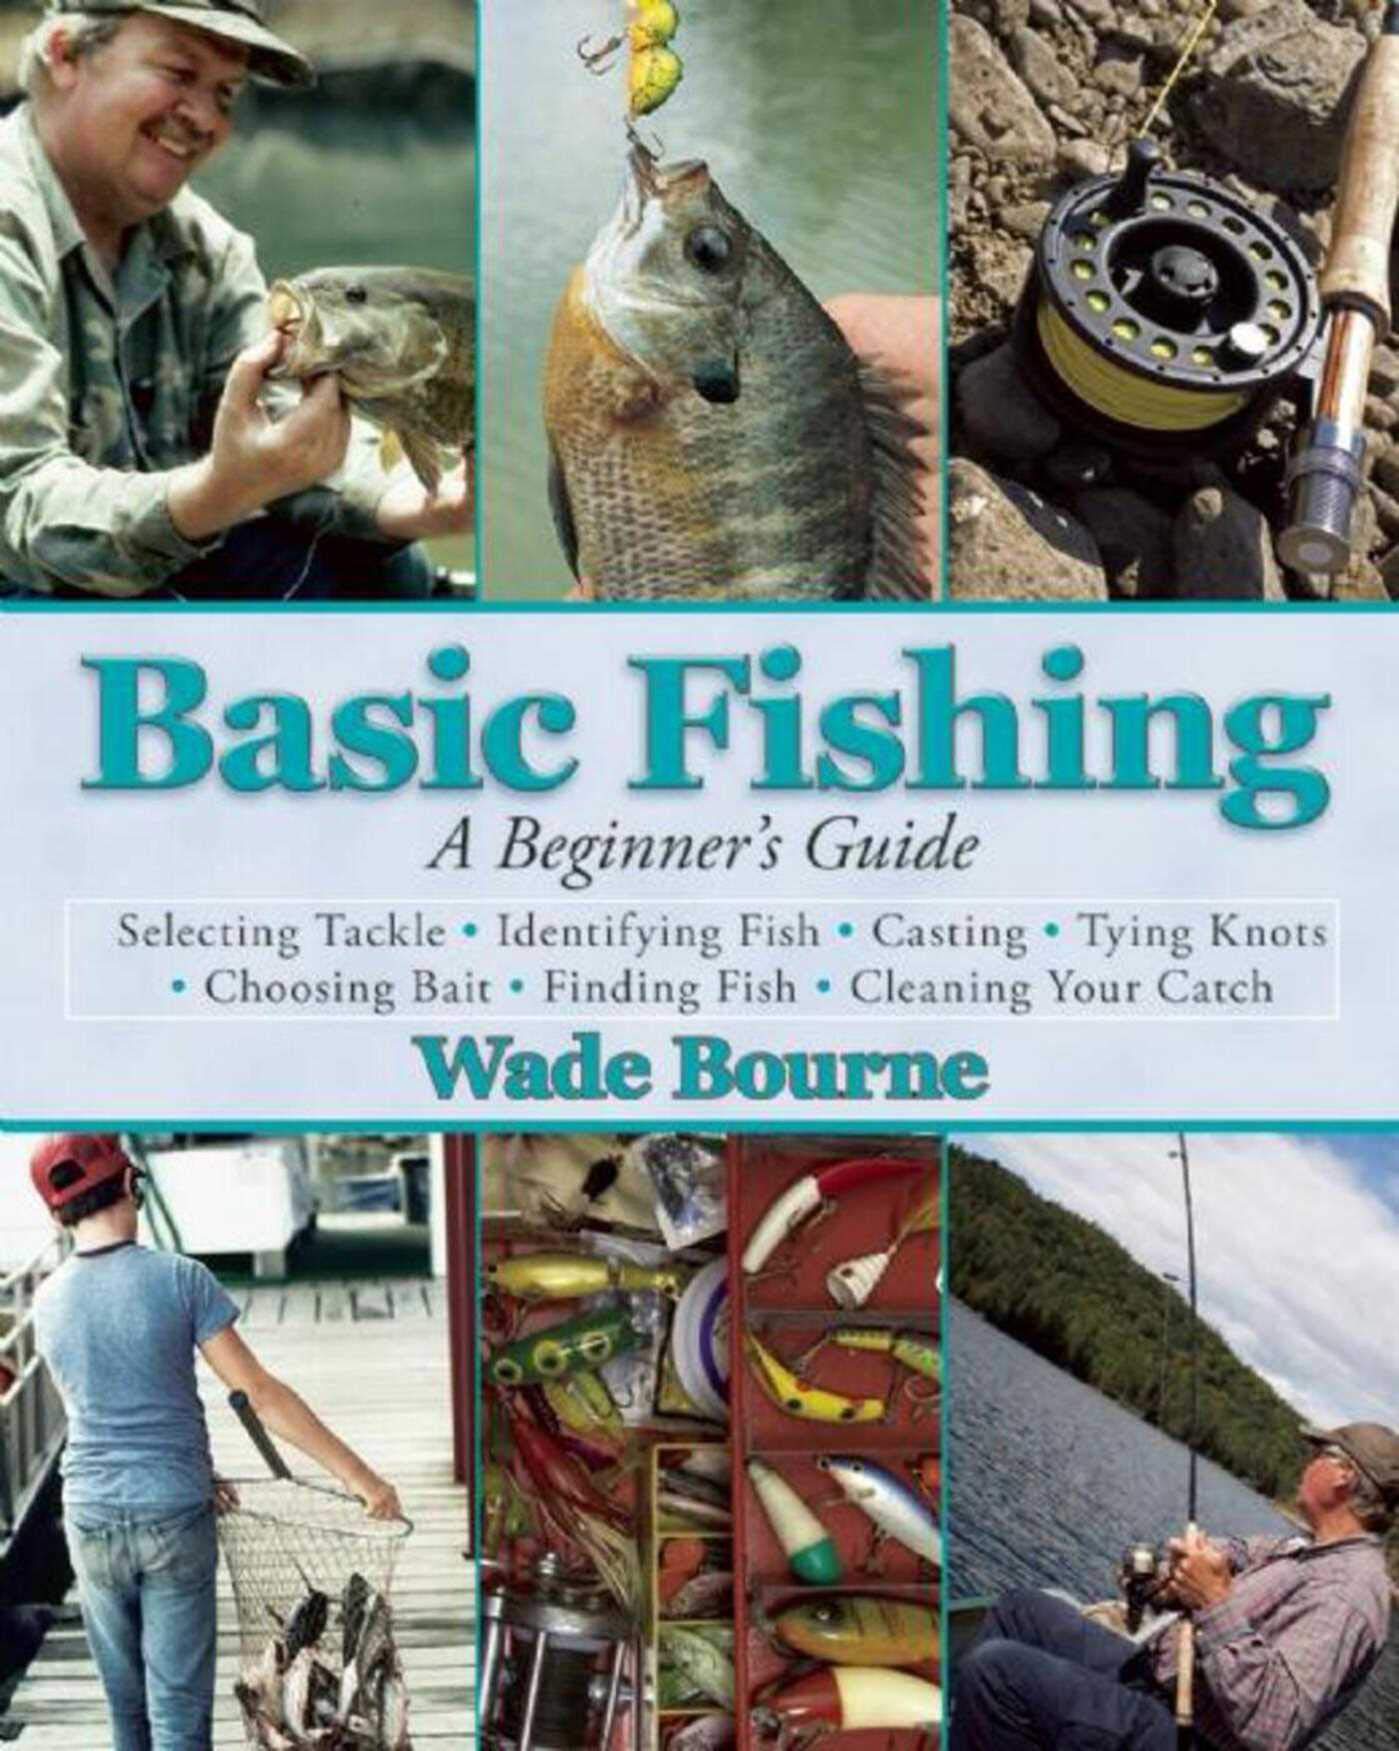 Basic Fishing
A Beginner's Guide
Selecting Tackle • Identifying Fish • Casting • Tying Knots
• Choosing Bait • Finding Fish • Cleaning Your Catch
Wade Bourne